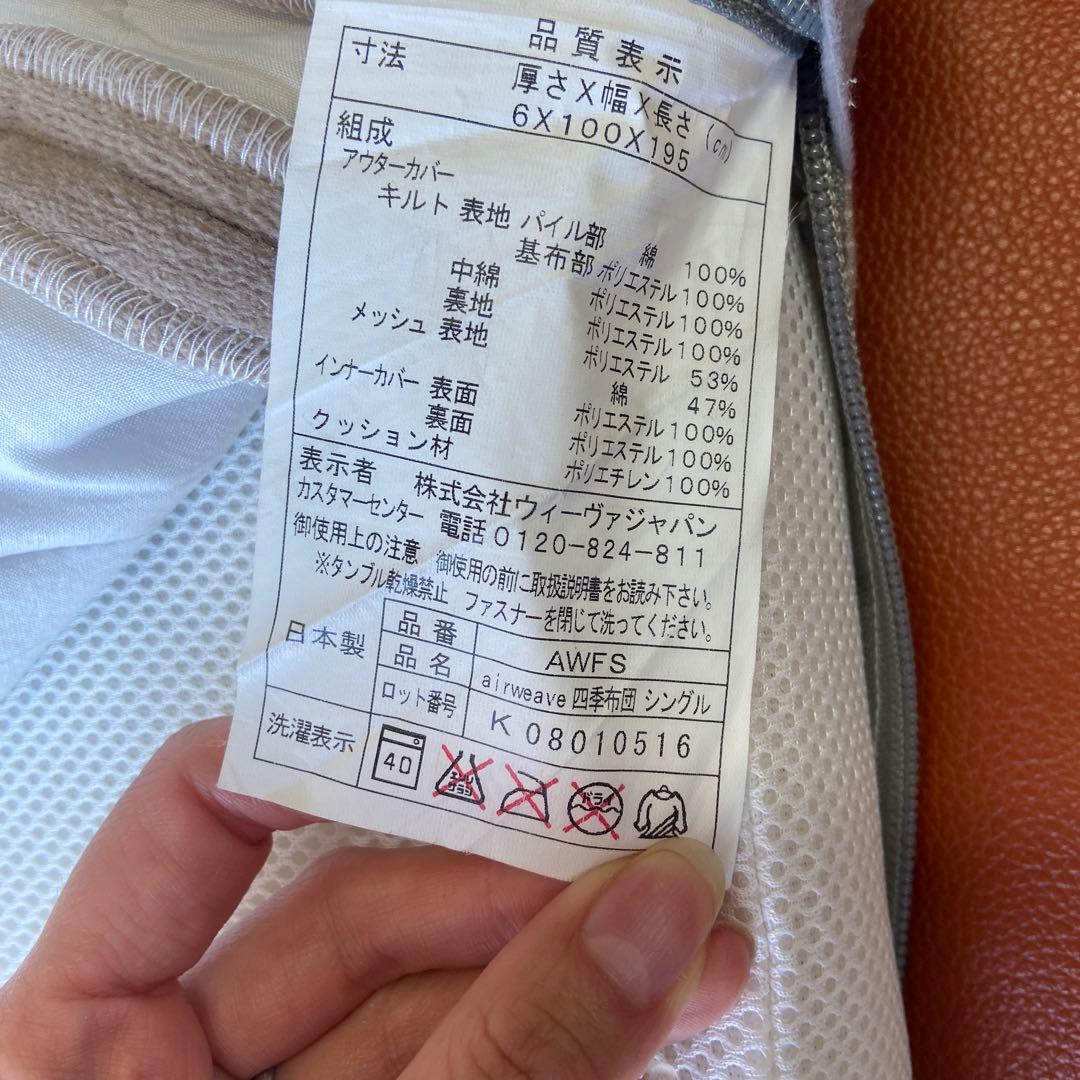 品質表示
寸法 厚さX幅X長さ(cm)
6X100X195
組成
アウターカバー
キルト 表地 パイル部 綿 100%
基布部 ポリエステル 100%
中綿 ポリエステル 100%
裏地 ポリエステル 100%
メッシュ 表地 ポリエステル 53%
綿 47%
インナーカバー 表面 ポリエステル 100%
裏面 ポリエステル 100%
クッション材 ポリエチレン 100%
表示者 株式会社ウィーヴァジャパン
カスタマーセンター 電話 0120-824-811
御使用上の注意 御使用の前に取扱説明書をお読み下さい。
※タンブル乾燥禁止 ファスナーを閉じて洗ってください。
日本製 品番 AWFS
品名 airweave 四季布団 シングル
ロット番号 K 08010516
洗濯表示 40 エンソサラシ ドライ